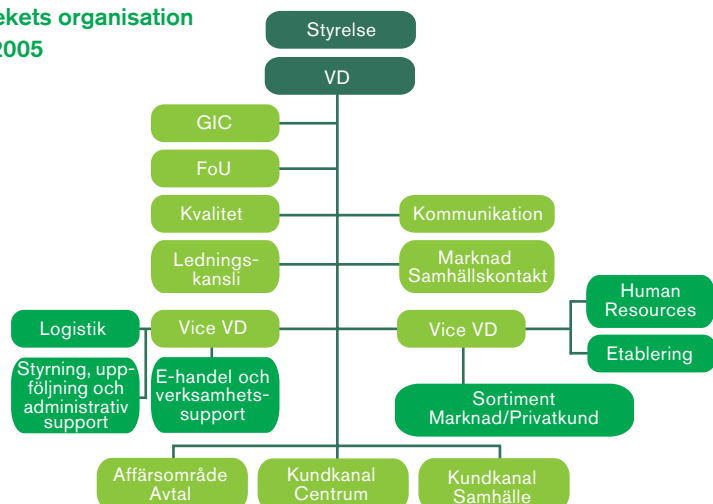 ekets organisation
2005
Styrelse
VD
GIC
FoU
Kvalitet
Kommunikation
Lednings-
kansli
Marknad
Samhällskontakt
Logistik
Vice VD
Vice VD
Human
Resources
Etablering
Styrning, upp-
följning och
administrativ
support
E-handel och
verksamhets-
support
Sortiment
Marknad/Privatkund
Affärsområde
Avtal
Kundkanal
Centrum
Kundkanal
Samhälle